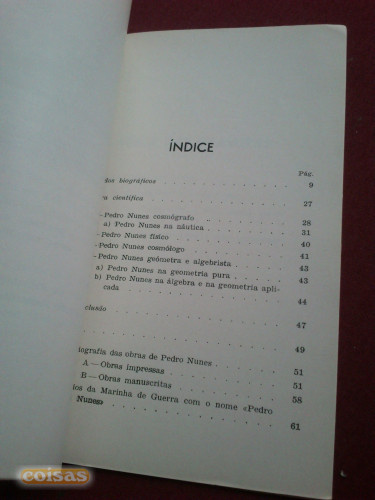 ÍNDICE
Pág.
dos biográficos . . . . . . . . . . 9
a científica . . . . . . . . . . 27
—Pedro Nunes cosmógrafo . . . . . . . 28
a) Pedro Nunes na náutica . . . . . . 31
—Pedro Nunes físico . . . . . . . . 40
—Pedro Nunes cosmólogo . . . . . . . 41
—Pedro Nunes geómetra e algebrista . . . . 43
a) Pedro Nunes na geometria pura . . . . 43
b) Pedro Nunes na álgebra e na geometria apli-
cada . . . . . . . . . . 44
clusão . . . . . . . . . . 47
. . . . . . . . . . 49
iografia das obras de Pedro Nunes . . . . . 51
A — Obras impressas . . . . . . . . 51
B — Obras manuscritas . . . . . . . 58
ios da Marinha de Guerra com o nome «Pedro
Nunes» . . . . . . . . . . 61
coisas